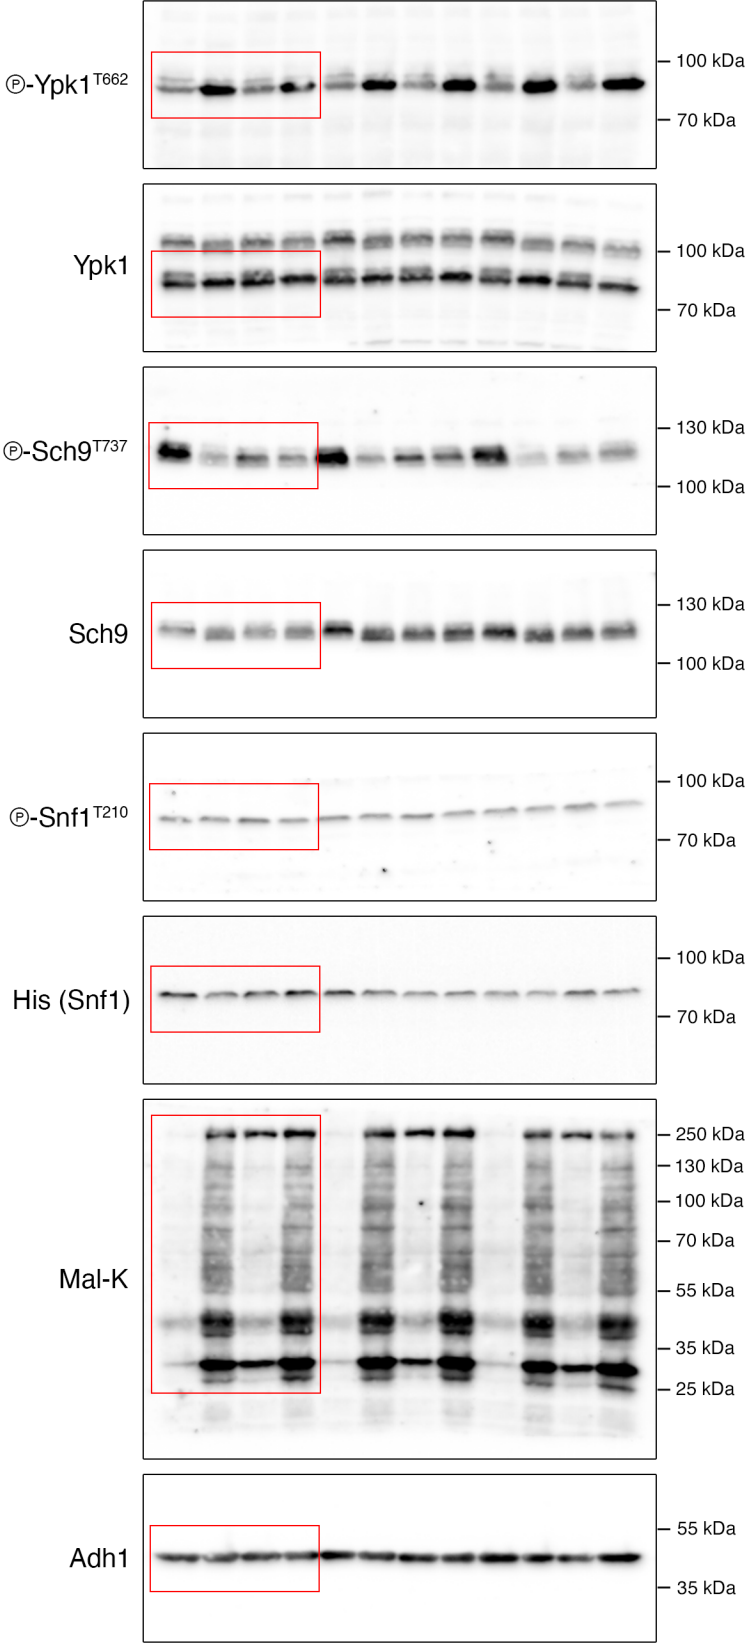 Ⓟ-Ypk1T662
100 kDa
70 kDa
Ypk1
100 kDa
70 kDa
Ⓟ-Sch9T737
130 kDa
100 kDa
Sch9
130 kDa
100 kDa
Ⓟ-Snf1T210
100 kDa
70 kDa
His (Snf1)
100 kDa
70 kDa
Mal-K
250 kDa
130 kDa
100 kDa
70 kDa
55 kDa
35 kDa
25 kDa
Adh1
55 kDa
35 kDa